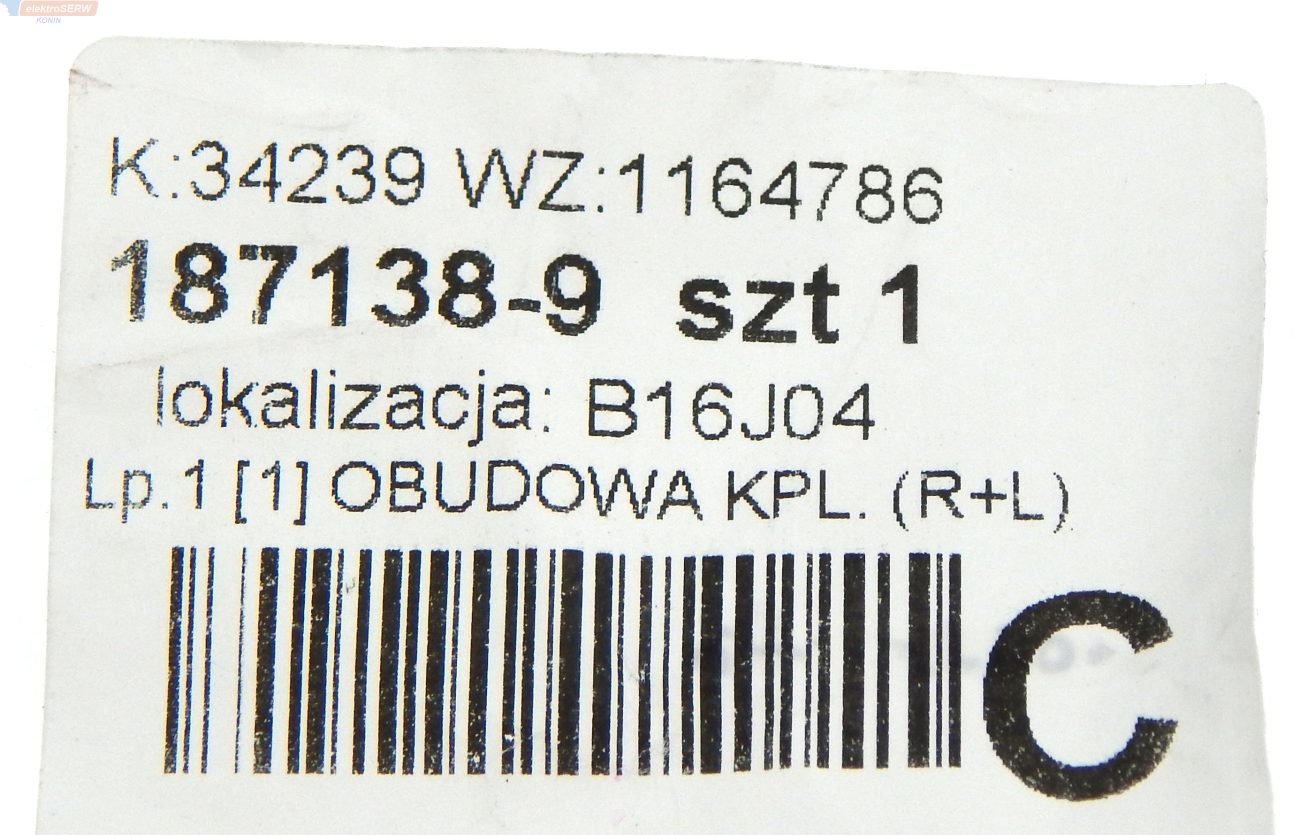 elektroSERW
KONIN
K:34239 WZ:1164786
187138-9 szt 1
lokalizacja: B16J04
Lp.1 [1] OBUDOWA KPL. (R+L)
C